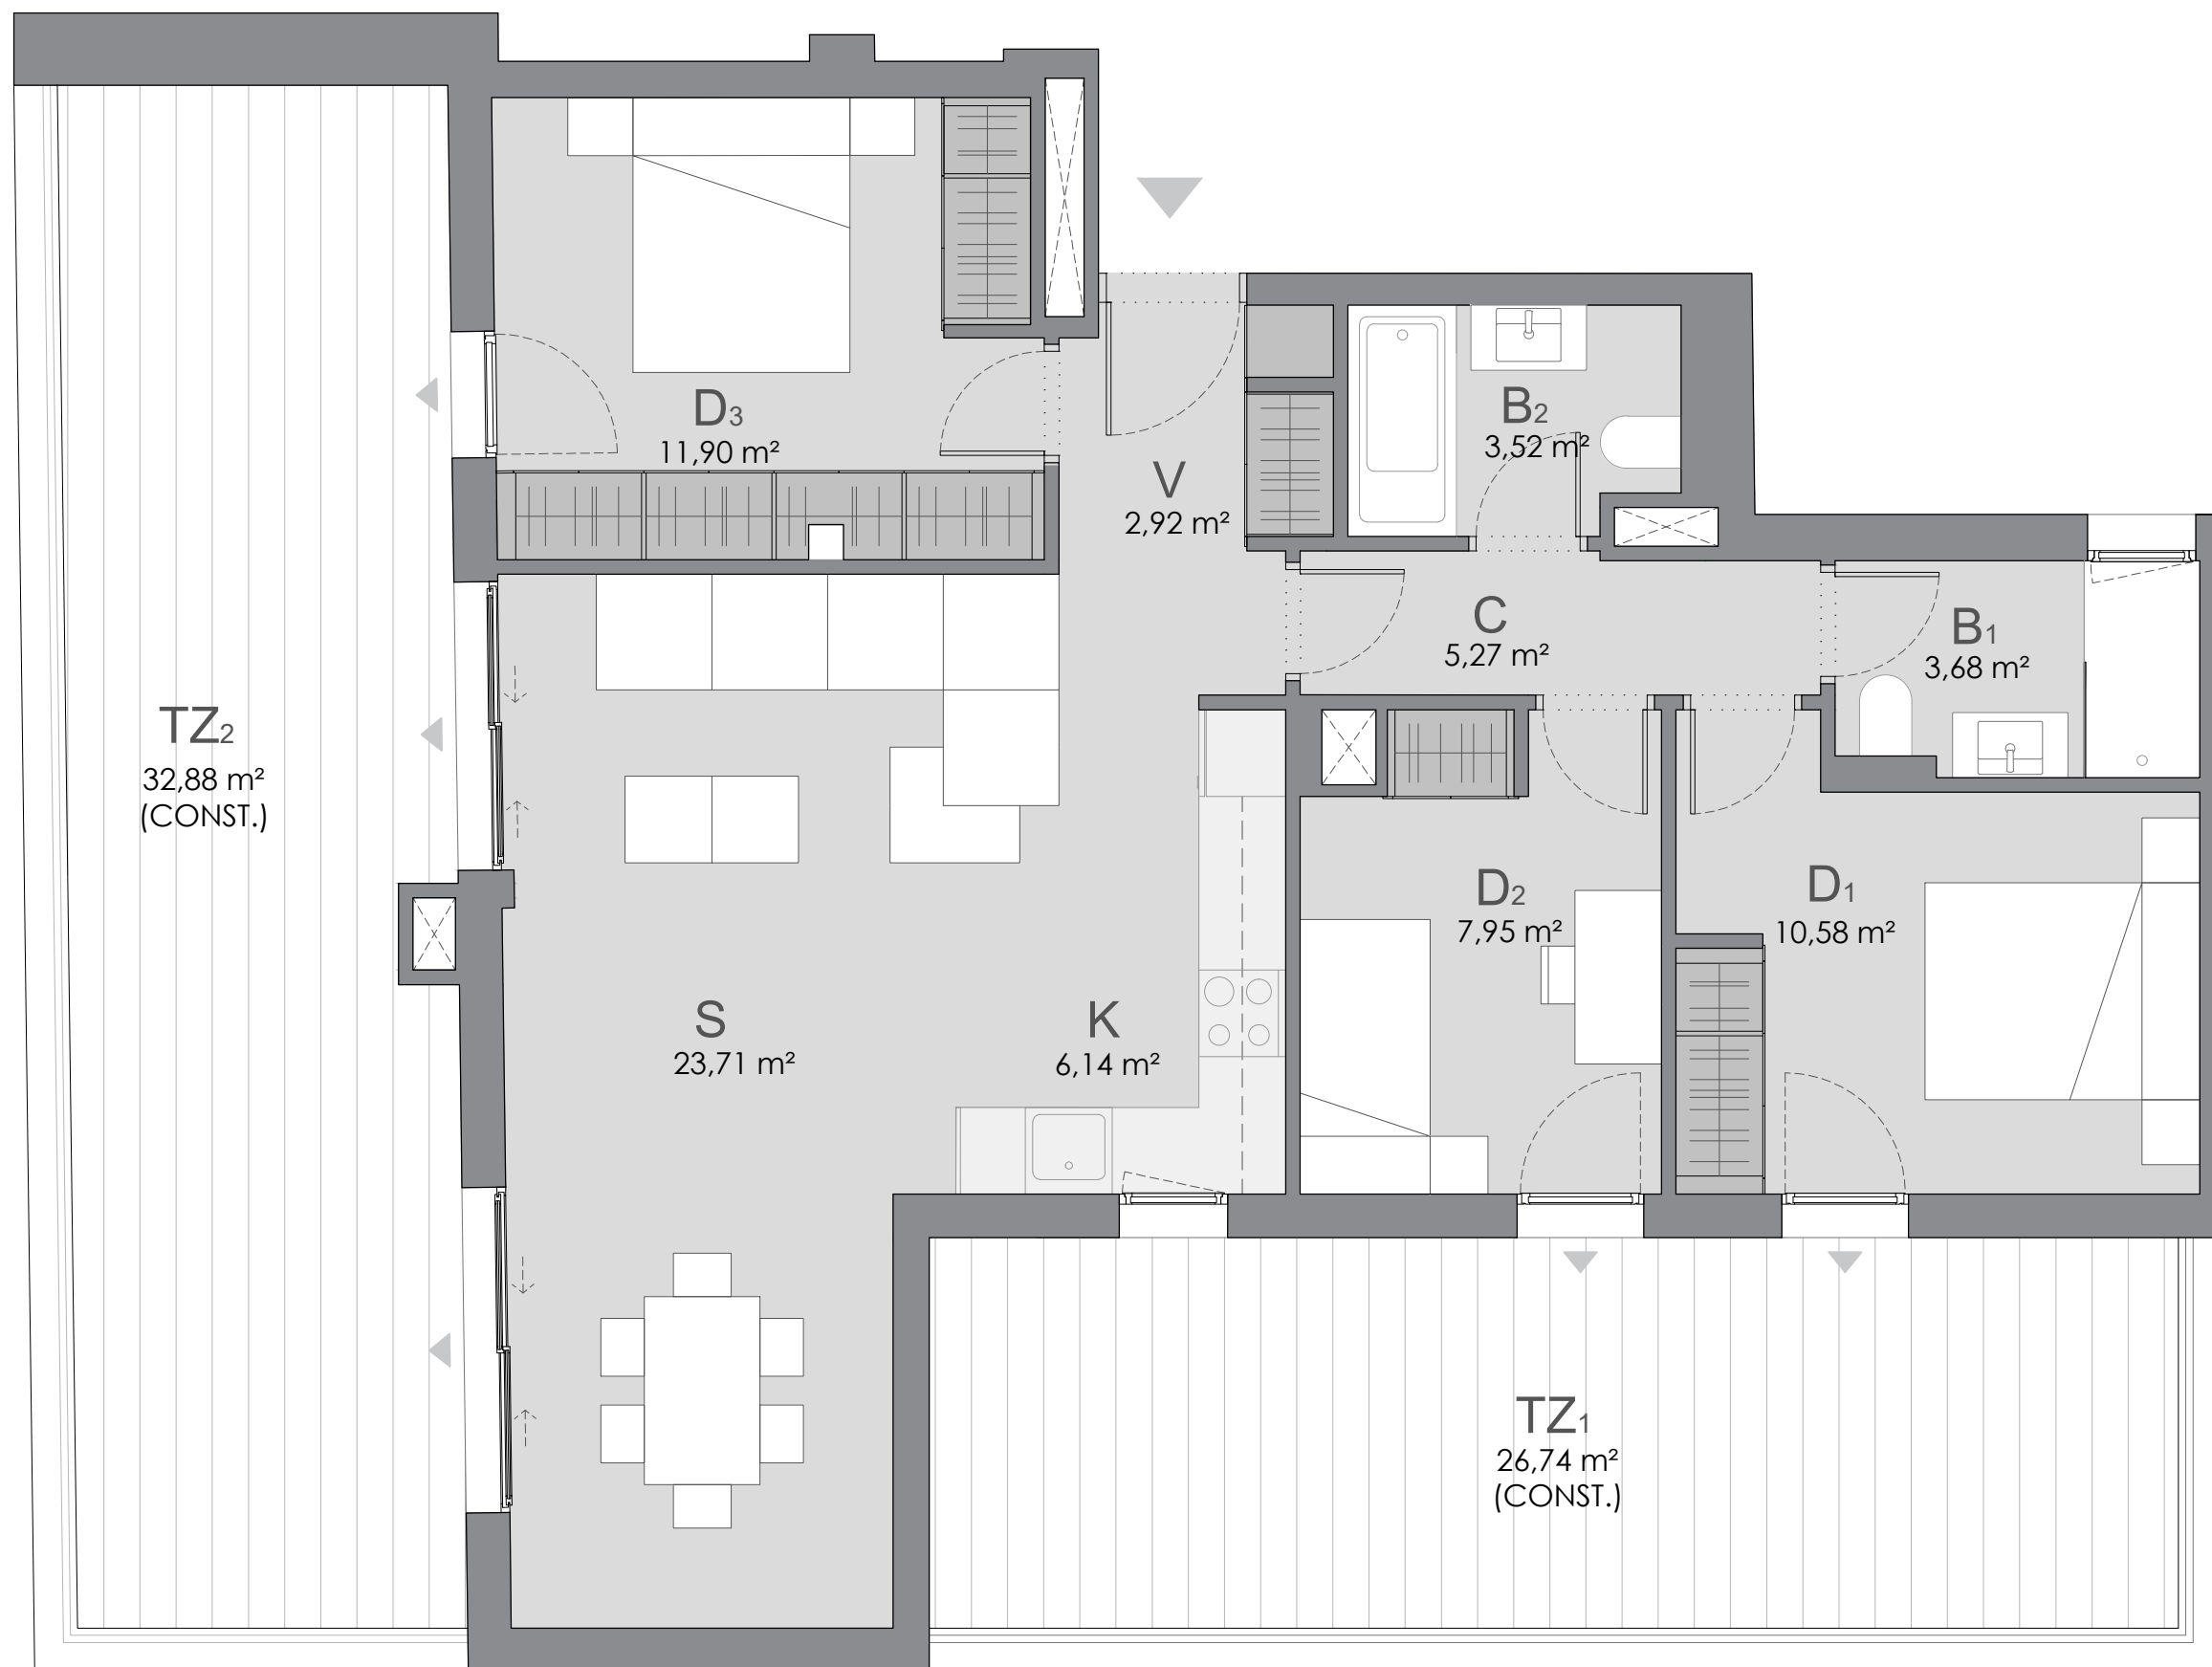 D3
11,90 m²
B2
3,52 m²
V
2,92 m²
C
5,27 m²
B1
3,68 m²
TZ2
32,88 m²
(CONST.)
D2
7,95 m²
D1
10,58 m²
S
23,71 m²
K
6,14 m²
TZ1
26,74 m²
(CONST.)